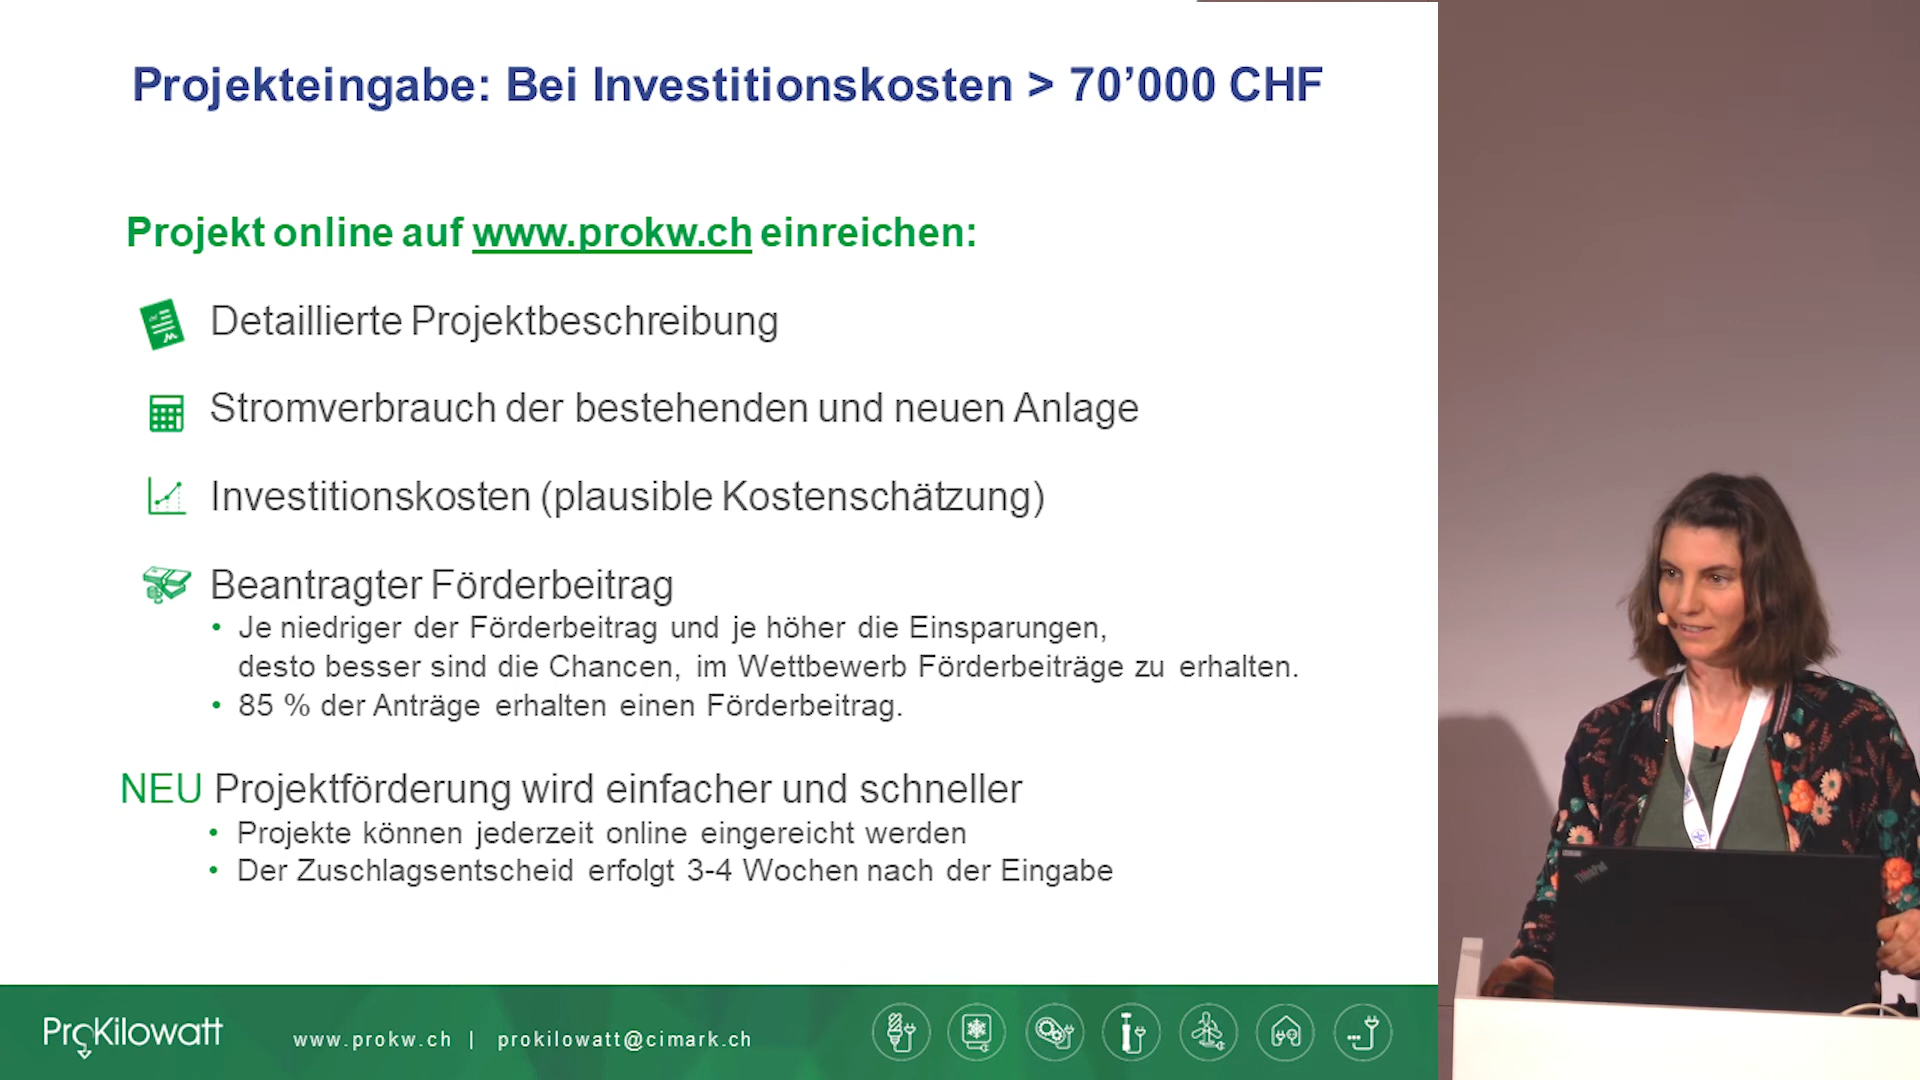 Projekteingabe: Bei Investitionskosten > 70’000 CHF
Projekt online auf www.prokw.ch einreichen:
Detaillierte Projektbeschreibung
Stromverbrauch der bestehenden und neuen Anlage
Investitionskosten (plausible Kostenschätzung)
Beantragter Förderbeitrag
• Je niedriger der Förderbeitrag und je höher die Einsparungen,
desto besser sind die Chancen, im Wettbewerb Förderbeiträge zu erhalten.
• 85 % der Anträge erhalten einen Förderbeitrag.
NEU Projektförderung wird einfacher und schneller
• Projekte können jederzeit online eingereicht werden
• Der Zuschlagsentscheid erfolgt 3-4 Wochen nach der Eingabe
ProKilowatt
www.prokw.ch | prokilowatt@cimark.ch
ThinkPad